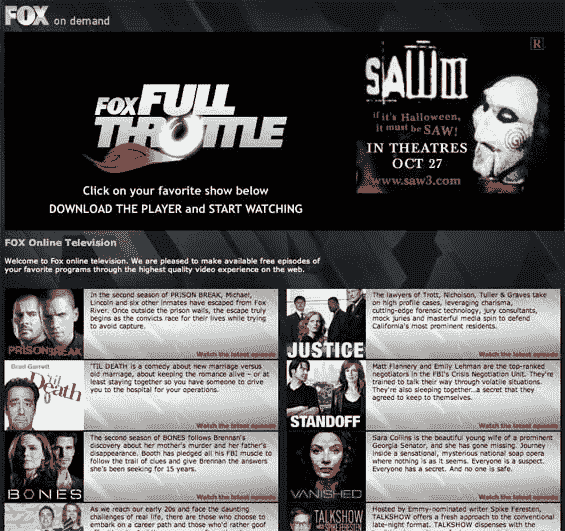 FOX on demand
R
FOX FULL
THROTTLE
SAW III
if it's Halloween,
it must be SAW!
IN THEATRES
OCT 27
www.saw3.com
Click on your favorite show below
DOWNLOAD THE PLAYER and START WATCHING
FOX Online Television
Welcome to Fox online television. We are pleased to make available free episodes of
your favorite programs through the highest quality video experience on the web.
PRISON BREAK
In the second season of PRISON BREAK, Michael,
Lincoln and six other inmates have escaped from Fox
River. Once outside the prison walls, the escape truly
begins as the convicts race for their lives while trying
to avoid capture.
Watch the latest episode
JUSTICE
The lawyers of Trott, Nicholson, Tuller & Graves take
on high profile cases, leveraging charisma,
cutting-edge forensic technology, jury consultants,
mock juries and masterful media spin to defend
California's most prominent residents.
Watch the latest episode
Brad Garrett
'til Death
'TIL DEATH is a comedy about new marriage versus
old marriage, about keeping the romance alive – or at
least staying together so you have someone to drive
you to the hospital for your operations.
Watch the latest episode
STANDOFF
Matt Flannery and Emily Lehman are the top-ranked
negotiators in the FBI's Crisis Negotiation Unit. They're
trained to talk their way through volatile situations.
They're also sleeping together...a secret that they
agreed to keep to themselves.
Watch the latest episode
BONES
The second season of BONES follows Brennan's
discovery about her mother's murder and her father's
disappearance. Booth has pledged all his FBI muscle to
follow the trail of clues and give Brennan the answers
she's been seeking for 15 years.
Watch the latest episode
VANISHED
Sara Collins is the beautiful young wife of a prominent
Georgia Senator, and she has gone missing. Journey
inside a sensational, mysterious national soap opera
where nothing is as it seems. Everyone is a suspect.
Everyone has a secret. And no one is safe.
Watch the latest episode
As we reach our early 20s and face the daunting
challenges of real life, there are those who choose to
embark on a career path and those who'd rather goof
TALKSHOW
Hosted by Emmy-nominated writer Spike Feresten,
TALKSHOW offers a fresh approach to the conventional
late-night format. TALKSHOW dispenses with the